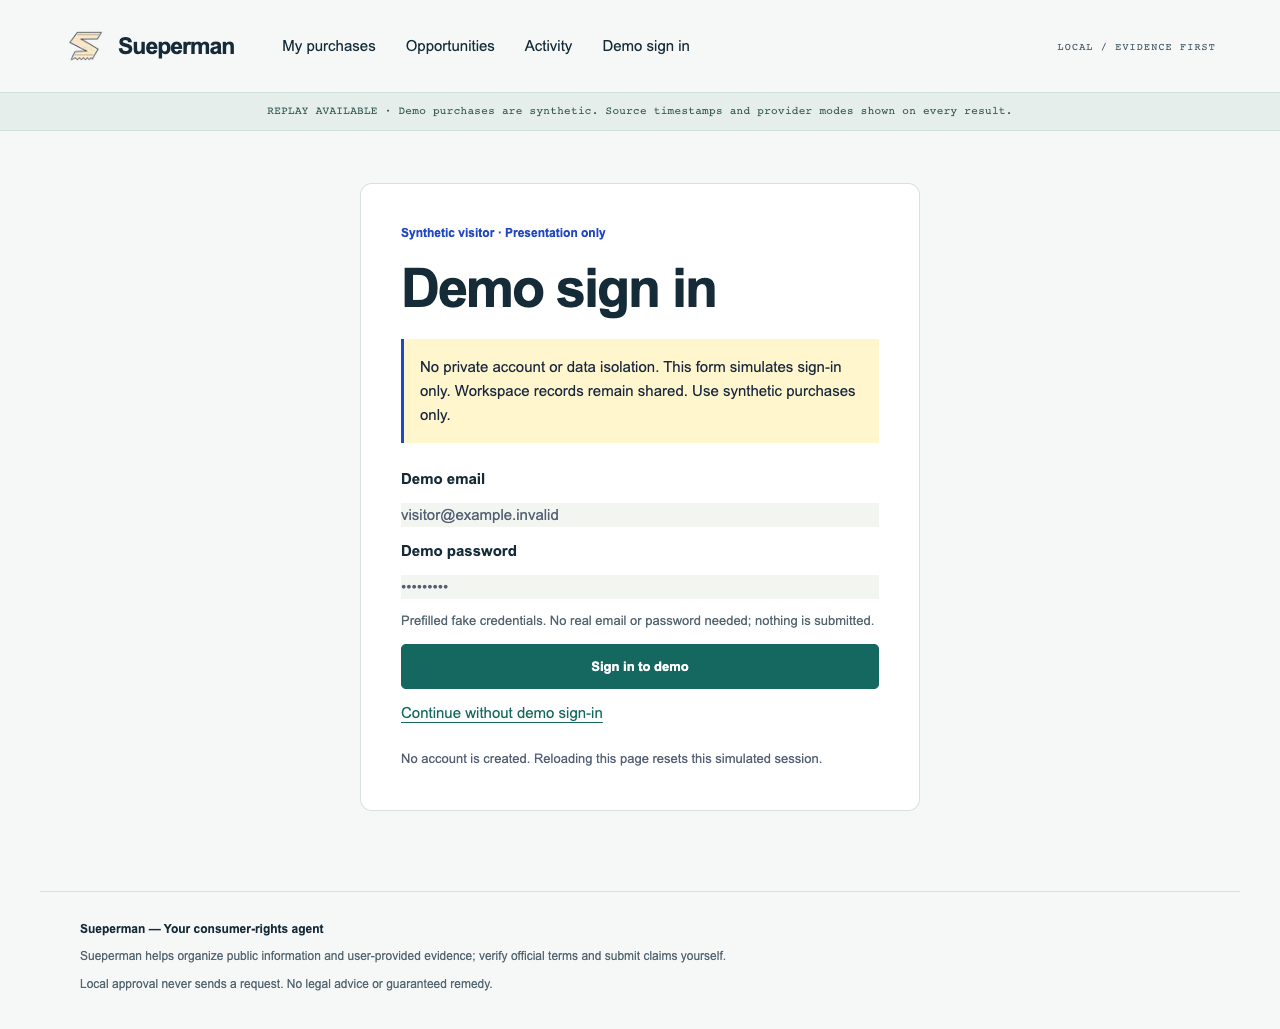 Sueperman
My purchases
Opportunities
Activity
Demo sign in
LOCAL / EVIDENCE FIRST
REPLAY AVAILABLE · Demo purchases are synthetic. Source timestamps and provider modes shown on every result.
Synthetic visitor · Presentation only
Demo sign in
No private account or data isolation. This form simulates sign-in
only. Workspace records remain shared. Use synthetic purchases
only.
Demo email
visitor@example.invalid
Demo password
•••••••••
Prefilled fake credentials. No real email or password needed; nothing is submitted.
Sign in to demo
Continue without demo sign-in
No account is created. Reloading this page resets this simulated session.
Sueperman — Your consumer-rights agent
Sueperman helps organize public information and user-provided evidence; verify official terms and submit claims yourself.
Local approval never sends a request. No legal advice or guaranteed remedy.